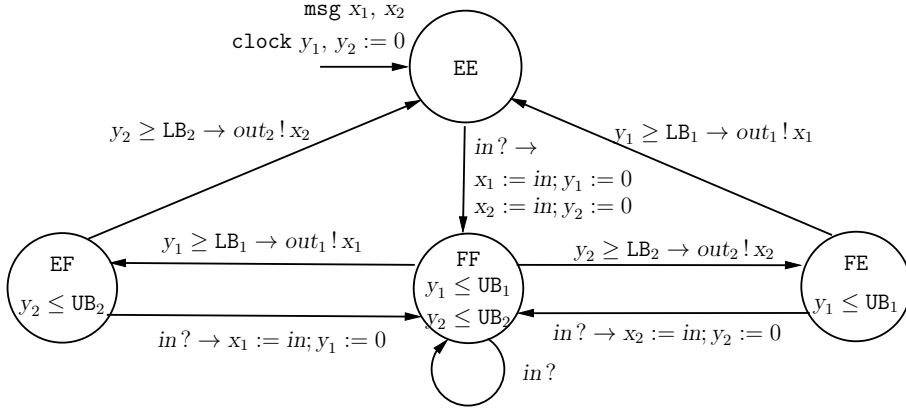 msg x₁, x₂
clock y₁, y₂ := 0
EE
y₂ ≥ LB₂ → out₂ ! x₂
y₁ ≥ LB₁ → out₁ ! x₁
in ? →
x₁ := in; y₁ := 0
x₂ := in; y₂ := 0
y₁ ≥ LB₁ → out₁ ! x₁
y₂ ≥ LB₂ → out₂ ! x₂
EF
y₂ ≤ UB₂
FF
y₁ ≤ UB₁
y₂ ≤ UB₂
FE
y₁ ≤ UB₁
in ? → x₁ := in; y₁ := 0
in ? → x₂ := in; y₂ := 0
in ?